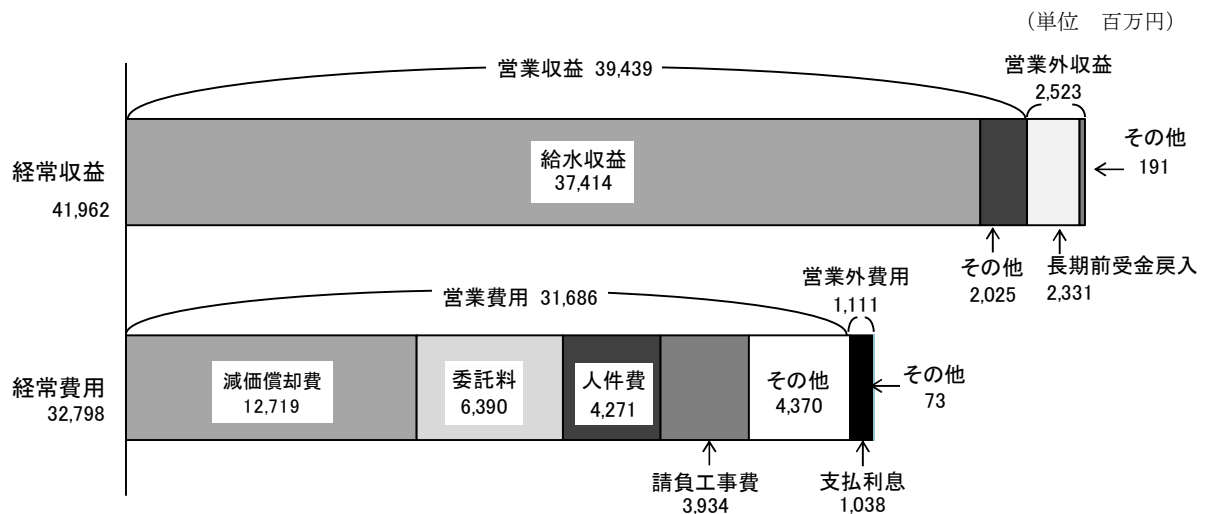 （単位　百万円）
営業収益 39,439
営業外収益
2,523
経常収益
41,962
給水収益
37,414
その他
191
その他
2,025
長期前受金戻入
2,331
営業費用 31,686
営業外費用
1,111
経常費用
32,798
減価償却費
12,719
委託料
6,390
人件費
4,271
その他
4,370
その他
73
請負工事費
3,934
支払利息
1,038